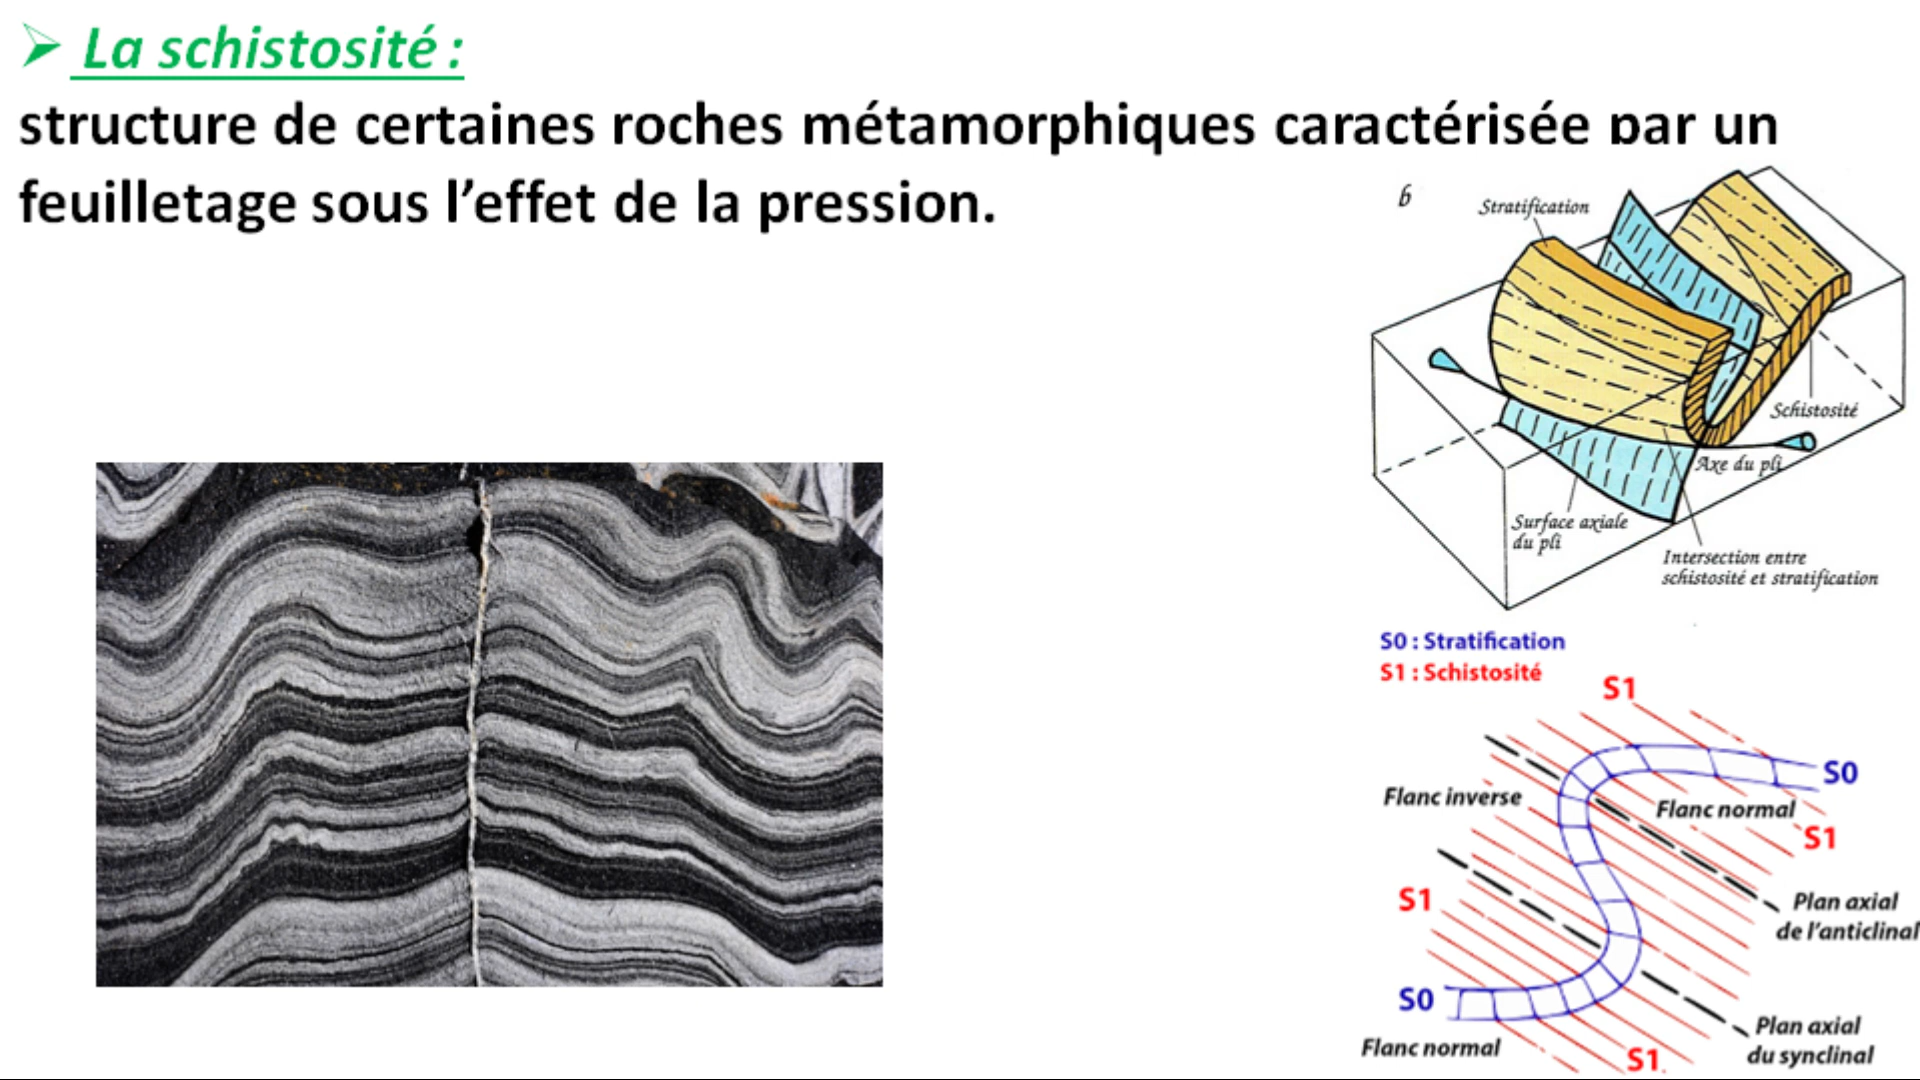 La schistosité :
structure de certaines roches métamorphiques caractérisée par un
feuilletage sous l’effet de la pression.
6
Stratification
Schistosité
Axe du pli
Surface axiale
du pli
Intersection entre
schistosité et stratification
S0 : Stratification
S1 : Schistosité
S1
S0
Flanc inverse
Flanc normal
S1
S1
Plan axial
de l’anticlinal
S0
Plan axial
du synclinal
Flanc normal
S1